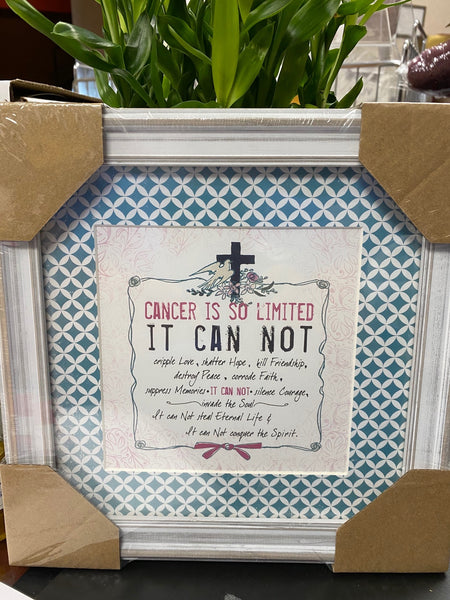 CANCER IS SO LIMITED
IT CAN NOT
cripple Love, shatter Hope, kill Friendship,
destroy Peace, corrode Faith,
suppress Memories • IT CAN NOT • silence Courage,
invade the Soul
It can Not steal Eternal Life &
It can Not conquer the Spirit.